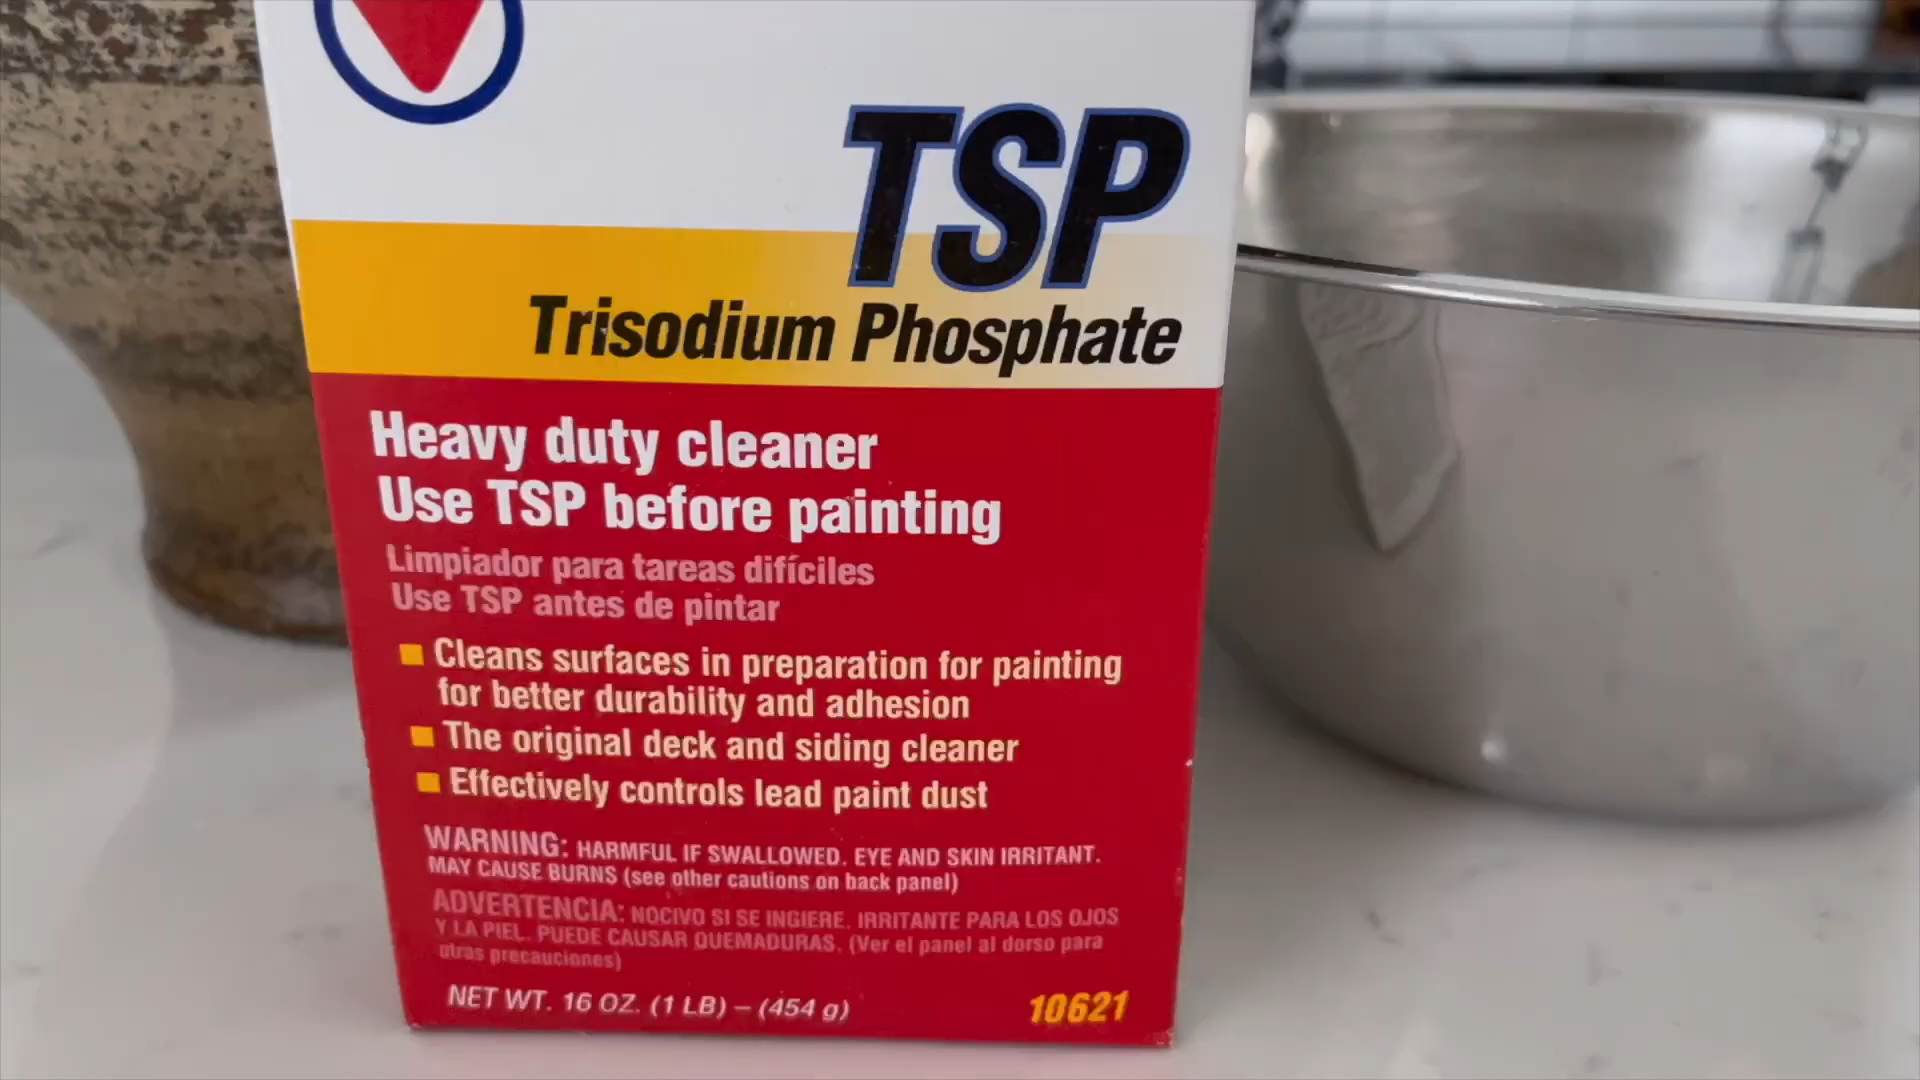 TSP
Trisodium Phosphate
Heavy duty cleaner
Use TSP before painting
Limpiador para tareas difíciles
Use TSP antes de pintar
Cleans surfaces in preparation for painting
for better durability and adhesion
The original deck and siding cleaner
Effectively controls lead paint dust
WARNING: HARMFUL IF SWALLOWED. EYE AND SKIN IRRITANT.
MAY CAUSE BURNS (see other cautions on back panel)
ADVERTENCIA: NOCIVO SI SE INGIERE. IRRITANTE PARA LOS OJOS
Y LA PIEL. PUEDE CAUSAR QUEMADURAS. (Ver el panel al dorso para
otras precauciones)
NET WT. 16 OZ. (1 LB) – (454 g)
10621